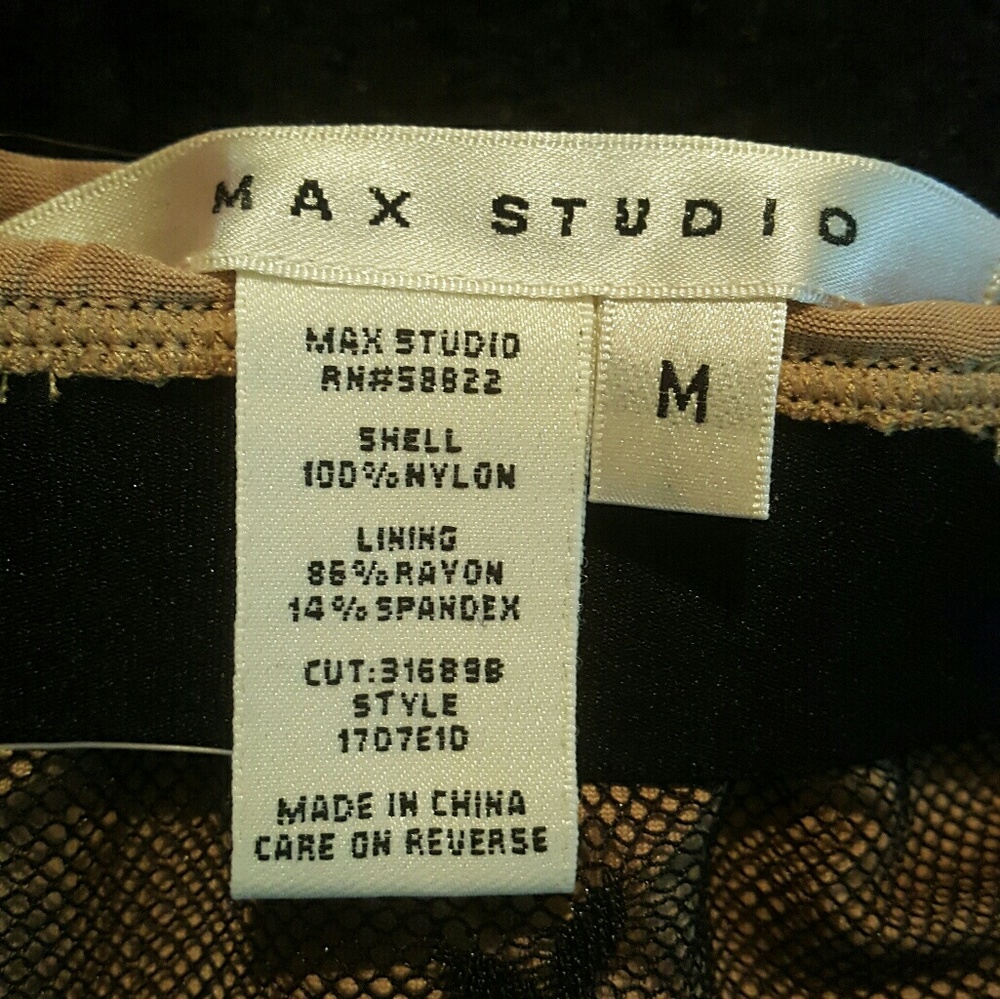 MAX STUDIO
MAX STUDIO
RN#58822
M
SHELL
100% NYLON
LINING
86% RAYON
14% SPANDEX
CUT:316898
STYLE
17D7E1D
MADE IN CHINA
CARE ON REVERSE